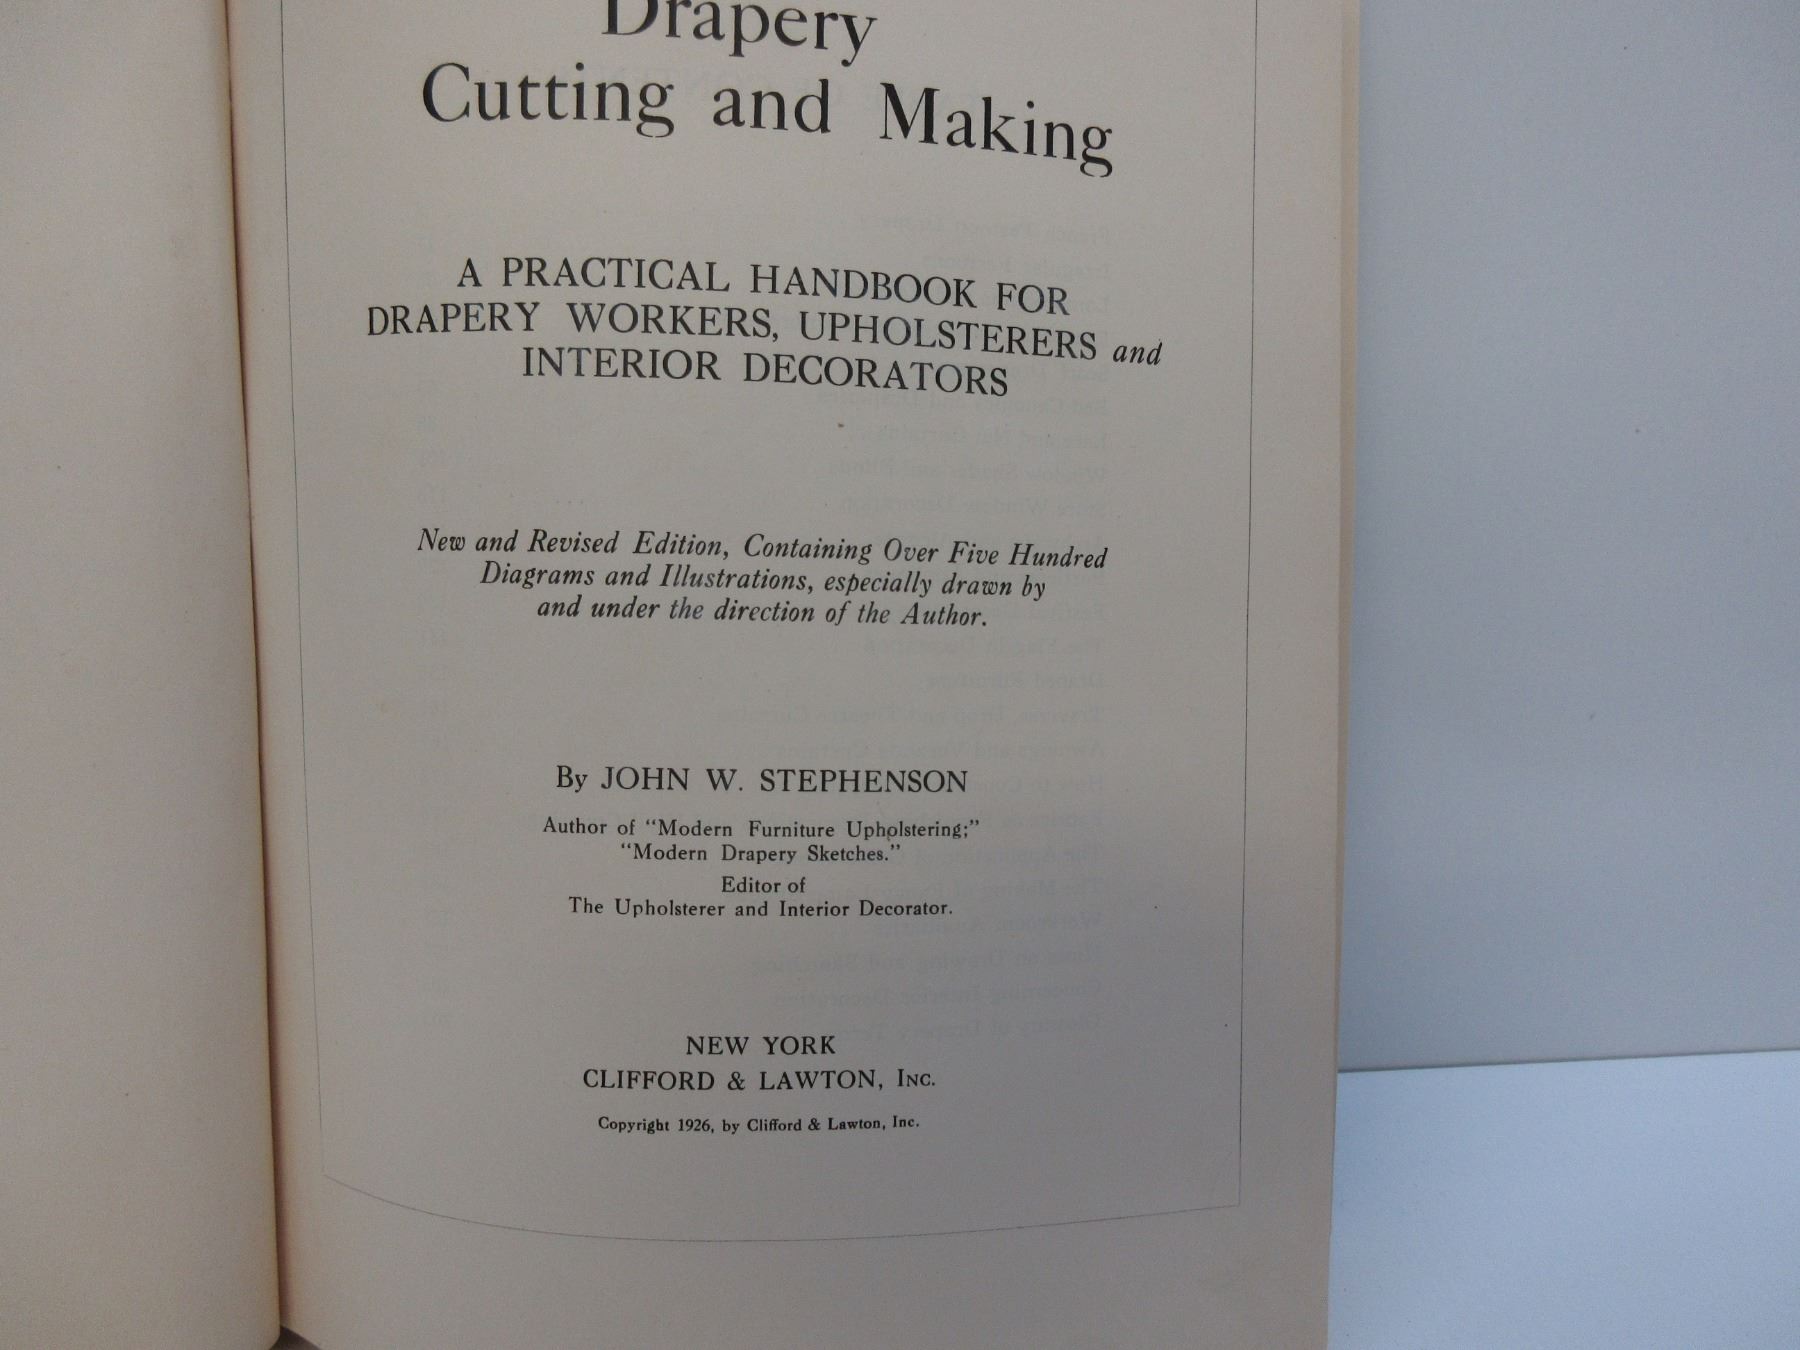 Drapery
Cutting and Making
A PRACTICAL HANDBOOK FOR
DRAPERY WORKERS, UPHOLSTERERS and
INTERIOR DECORATORS
New and Revised Edition, Containing Over Five Hundred
Diagrams and Illustrations, especially drawn by
and under the direction of the Author.
By JOHN W. STEPHENSON
Author of "Modern Furniture Upholstering;"
"Modern Drapery Sketches."
Editor of
The Upholsterer and Interior Decorator.
NEW YORK
CLIFFORD & LAWTON, INC.
Copyright 1926, by Clifford & Lawton, Inc.